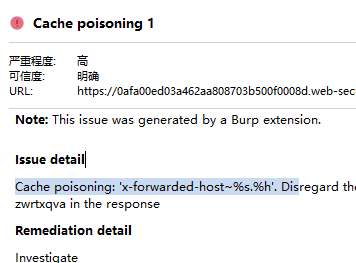 Cache poisoning 1
严重程度: 高
可信度: 明确
URL: https://0afa00ed03a462aa808703b500f0008d.web-sec
Note: This issue was generated by a Burp extension.
Issue detail
Cache poisoning: 'x-forwarded-host~%s.%h'. Disregard the
zwrtxqva in the response
Remediation detail
Investigate